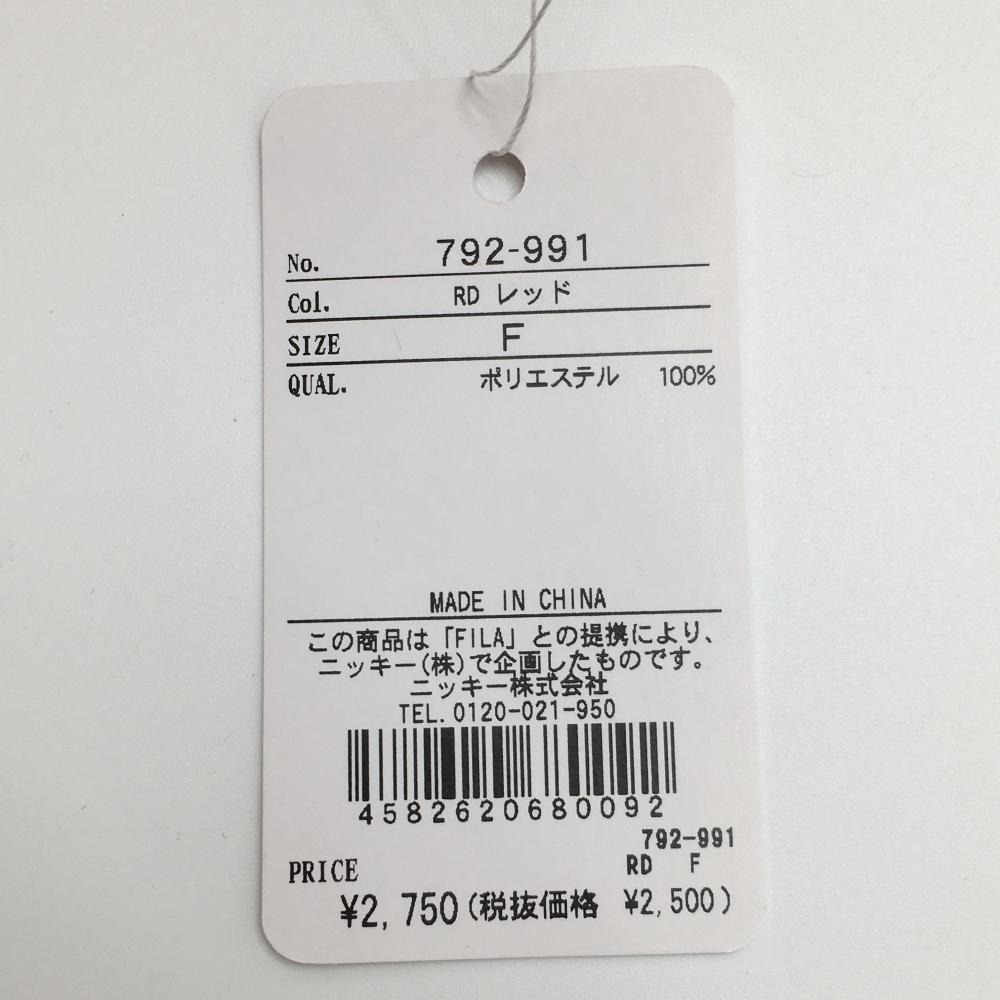 No. 792-991
Col. RD レッド
SIZE F
QUAL. ポリエステル 100%
MADE IN CHINA
この商品は「FILA」との提携により、
ニッキー(株)で企画したものです。
ニッキー株式会社
TEL. 0120-021-950
4582620680092
792-991
RD F
PRICE
¥2,750(税抜価格 ¥2,500)